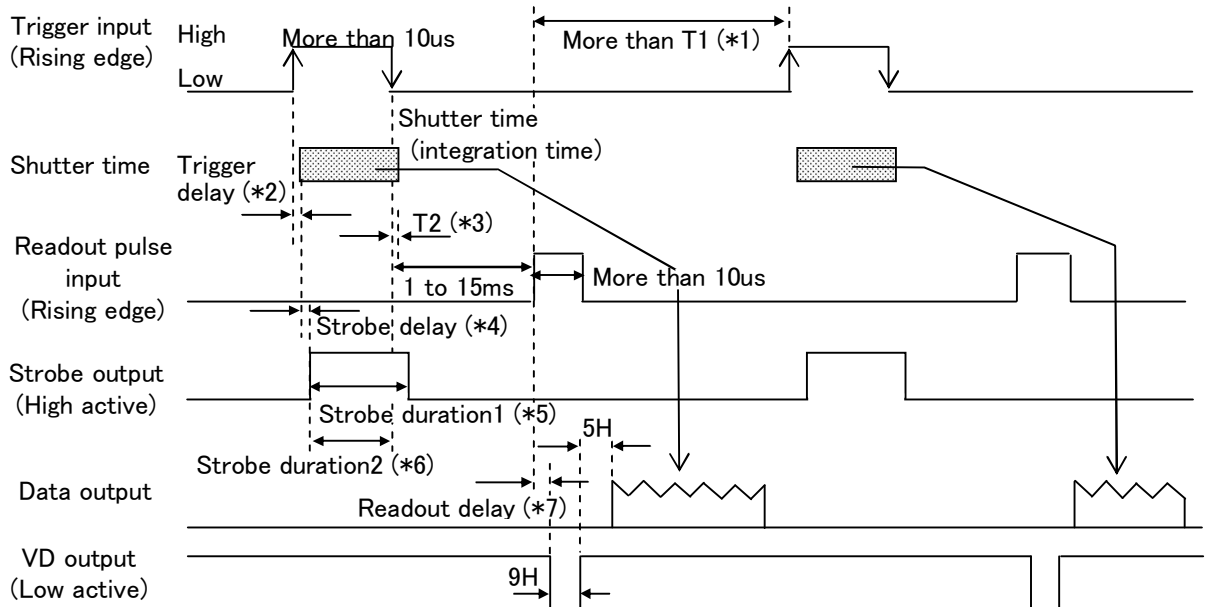 Trigger input
(Rising edge)
High
Low
More than 10us
More than T1 (*1)
Shutter time
(integration time)
Shutter time
Trigger
delay (*2)
T2 (*3)
Readout pulse
input
(Rising edge)
1 to 15ms
More than 10us
Strobe delay (*4)
Strobe output
(High active)
Strobe duration1 (*5)
Strobe duration2 (*6)
5H
Data output
Readout delay (*7)
VD output
(Low active)
9H